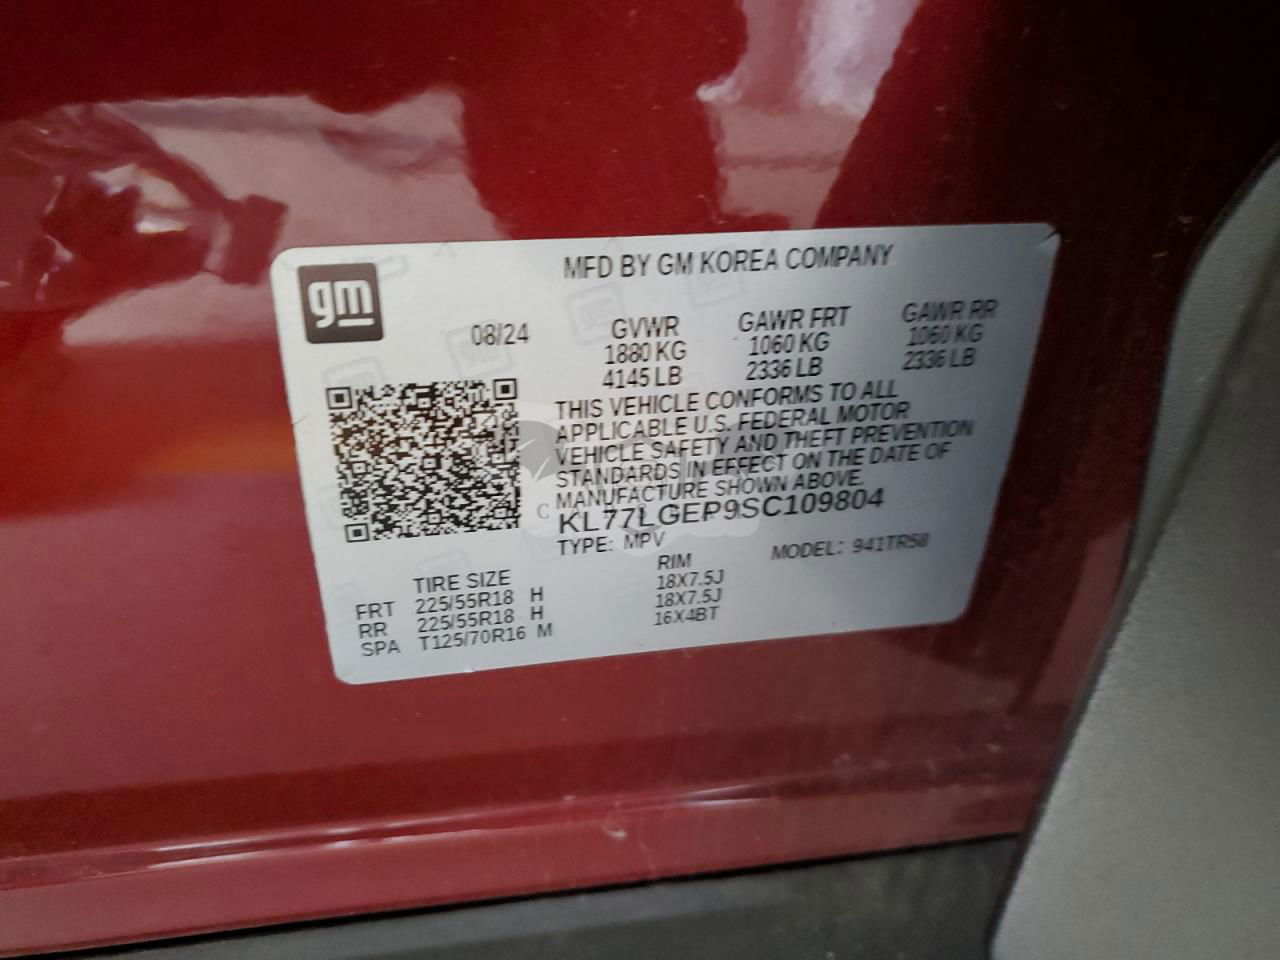 gm
MFD BY GM KOREA COMPANY
08/24 GVWR GAWR FRT GAWR RR
1880 KG 1060 KG 1060 KG
4145 LB 2336 LB 2336 LB
THIS VEHICLE CONFORMS TO ALL
APPLICABLE U.S. FEDERAL MOTOR
VEHICLE SAFETY AND THEFT PREVENTION
STANDARDS IN EFFECT ON THE DATE OF
MANUFACTURE SHOWN ABOVE.
C KL77LGEP9SC109804
TYPE: MPV MODEL: 941TR58
TIRE SIZE RIM
FRT 225/55R18 H 18X7.5J
RR 225/55R18 H 18X7.5J
SPA T125/70R16 M 16X4BT